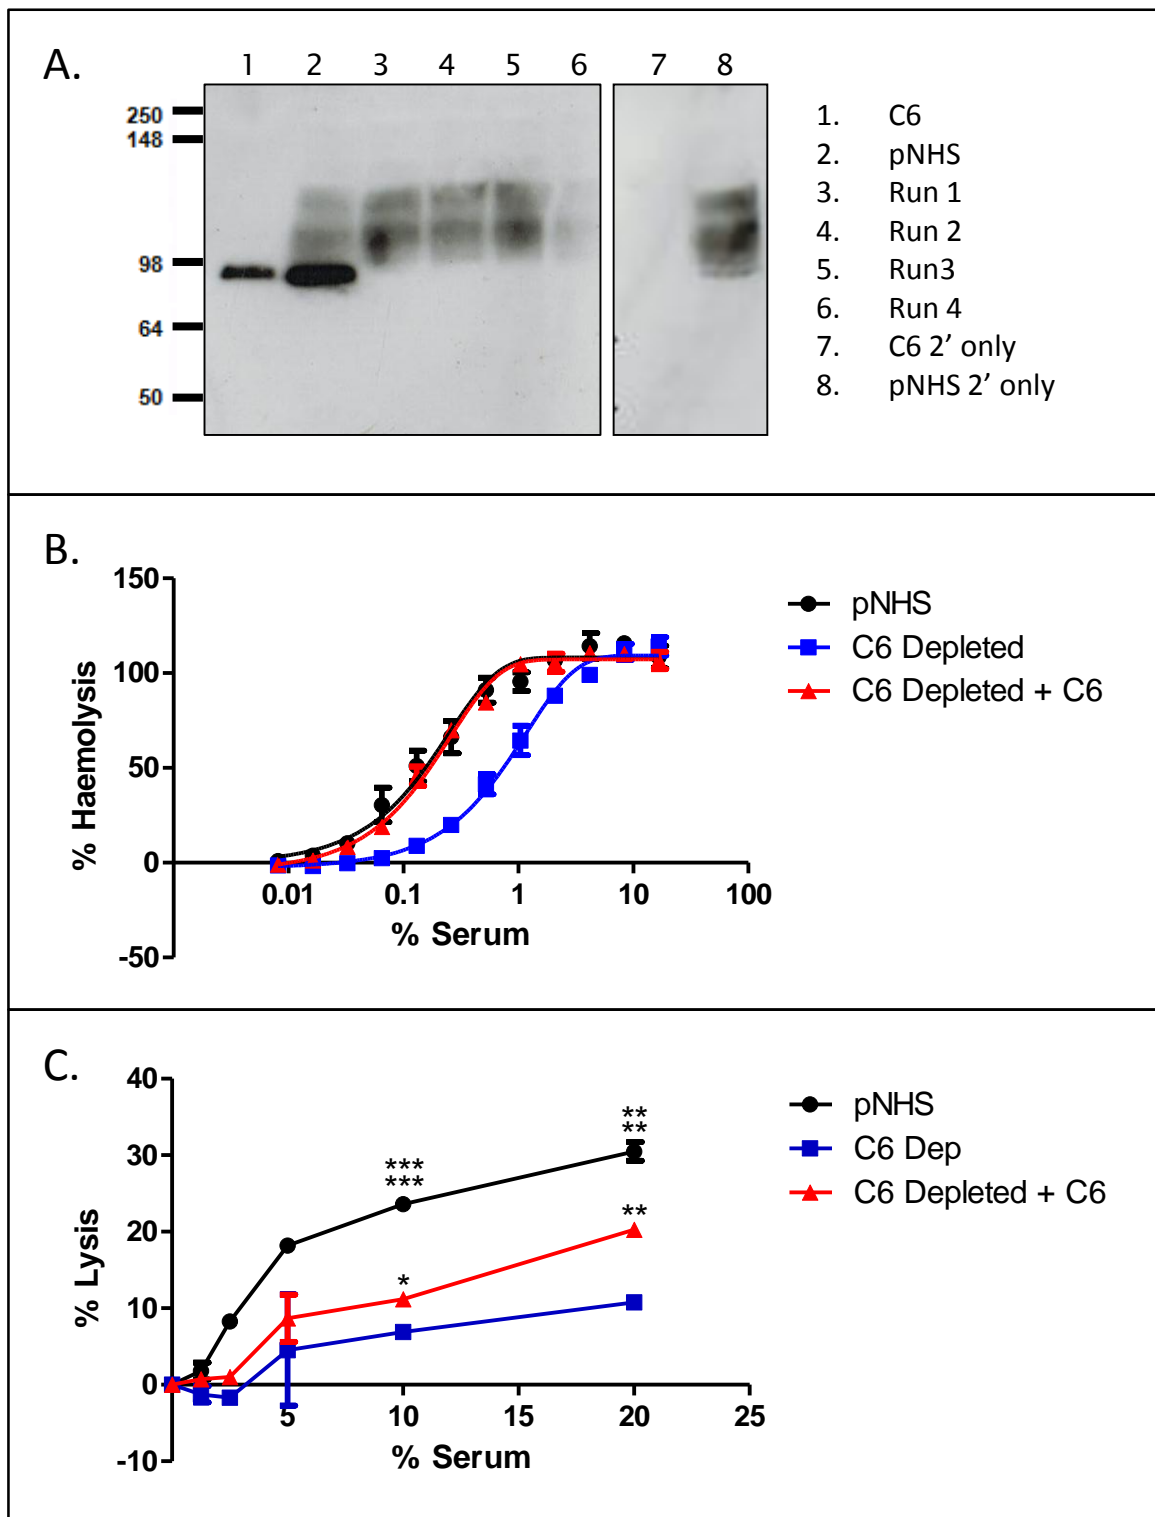 A.
1 2 3 4 5 6 7 8
250
148
98
64
50
1. C6
2. pNHS
3. Run 1
4. Run 2
5. Run3
6. Run 4
7. C6 2’ only
8. pNHS 2’ only
B.
150
100
50
0
-50
% Haemolysis
0.01 0.1 1 10 100
% Serum
pNHS
C6 Depleted
C6 Depleted + C6
C.
40
30
20
10
0
-10
% Lysis
***
***
**
**
*
**
5 10 15 20 25
% Serum
pNHS
C6 Dep
C6 Depleted + C6